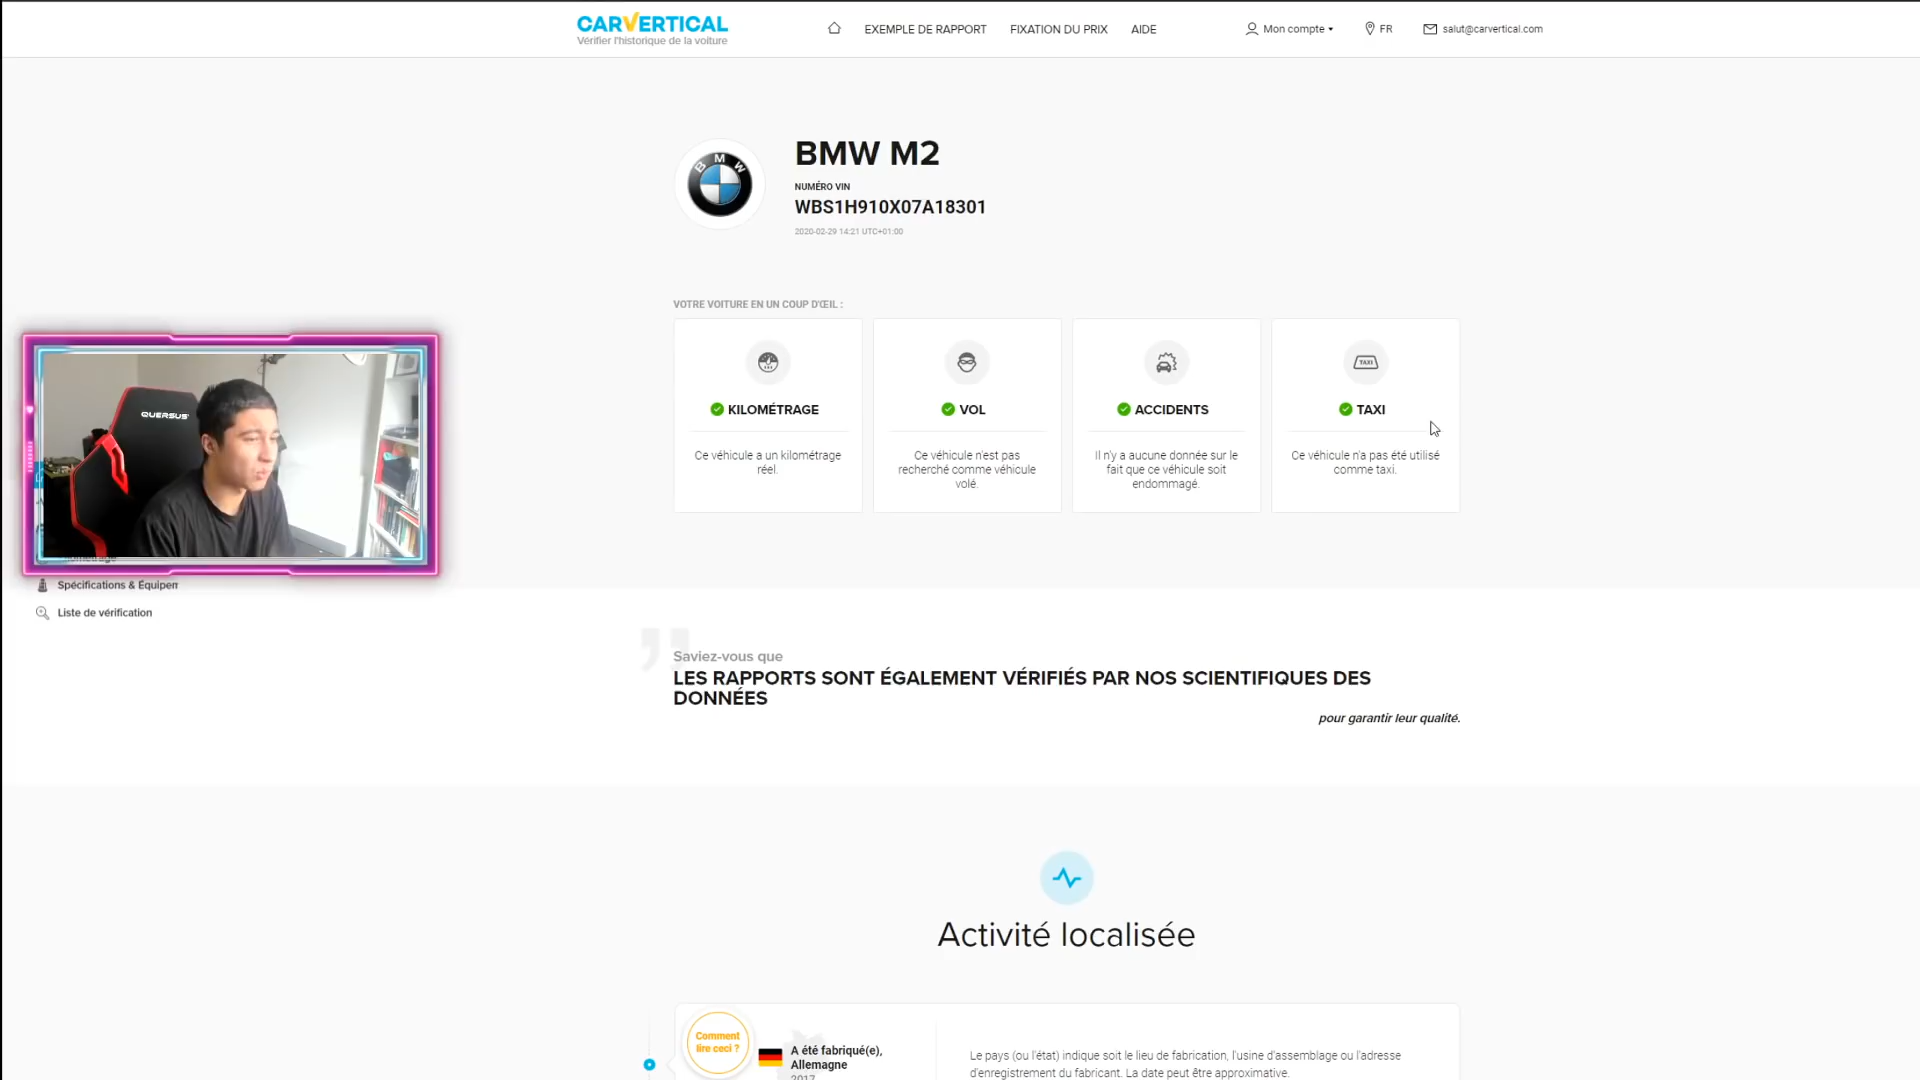 CARVERTICAL
Vérifier l'historique de la voiture
EXEMPLE DE RAPPORT
FIXATION DU PRIX
AIDE
Mon compte
FR
salut@carvertical.com
BMW
BMW M2
NUMÉRO VIN
WBS1H910X07A18301
2020-02-29 14:21 UTC+01:00
VOTRE VOITURE EN UN COUP D'ŒIL :
KILOMÉTRAGE
Ce véhicule a un kilométrage
réel.
VOL
Ce véhicule n'est pas
recherché comme véhicule
volé.
ACCIDENTS
Il n'y a aucune donnée sur le
fait que ce véhicule soit
endommagé.
TAXI
TAXI
Ce véhicule n'a pas été utilisé
comme taxi.
QUERSUS
Spécifications & Équipem
Liste de vérification
Saviez-vous que
LES RAPPORTS SONT ÉGALEMENT VÉRIFIÉS PAR NOS SCIENTIFIQUES DES
DONNÉES
pour garantir leur qualité.
Activité localisée
Comment
lire ceci ?
A été fabriqué(e),
Allemagne
2017
Le pays (ou l'état) indique soit le lieu de fabrication, l'usine d'assemblage ou l'adresse
d'enregistrement du fabricant. La date peut être approximative.